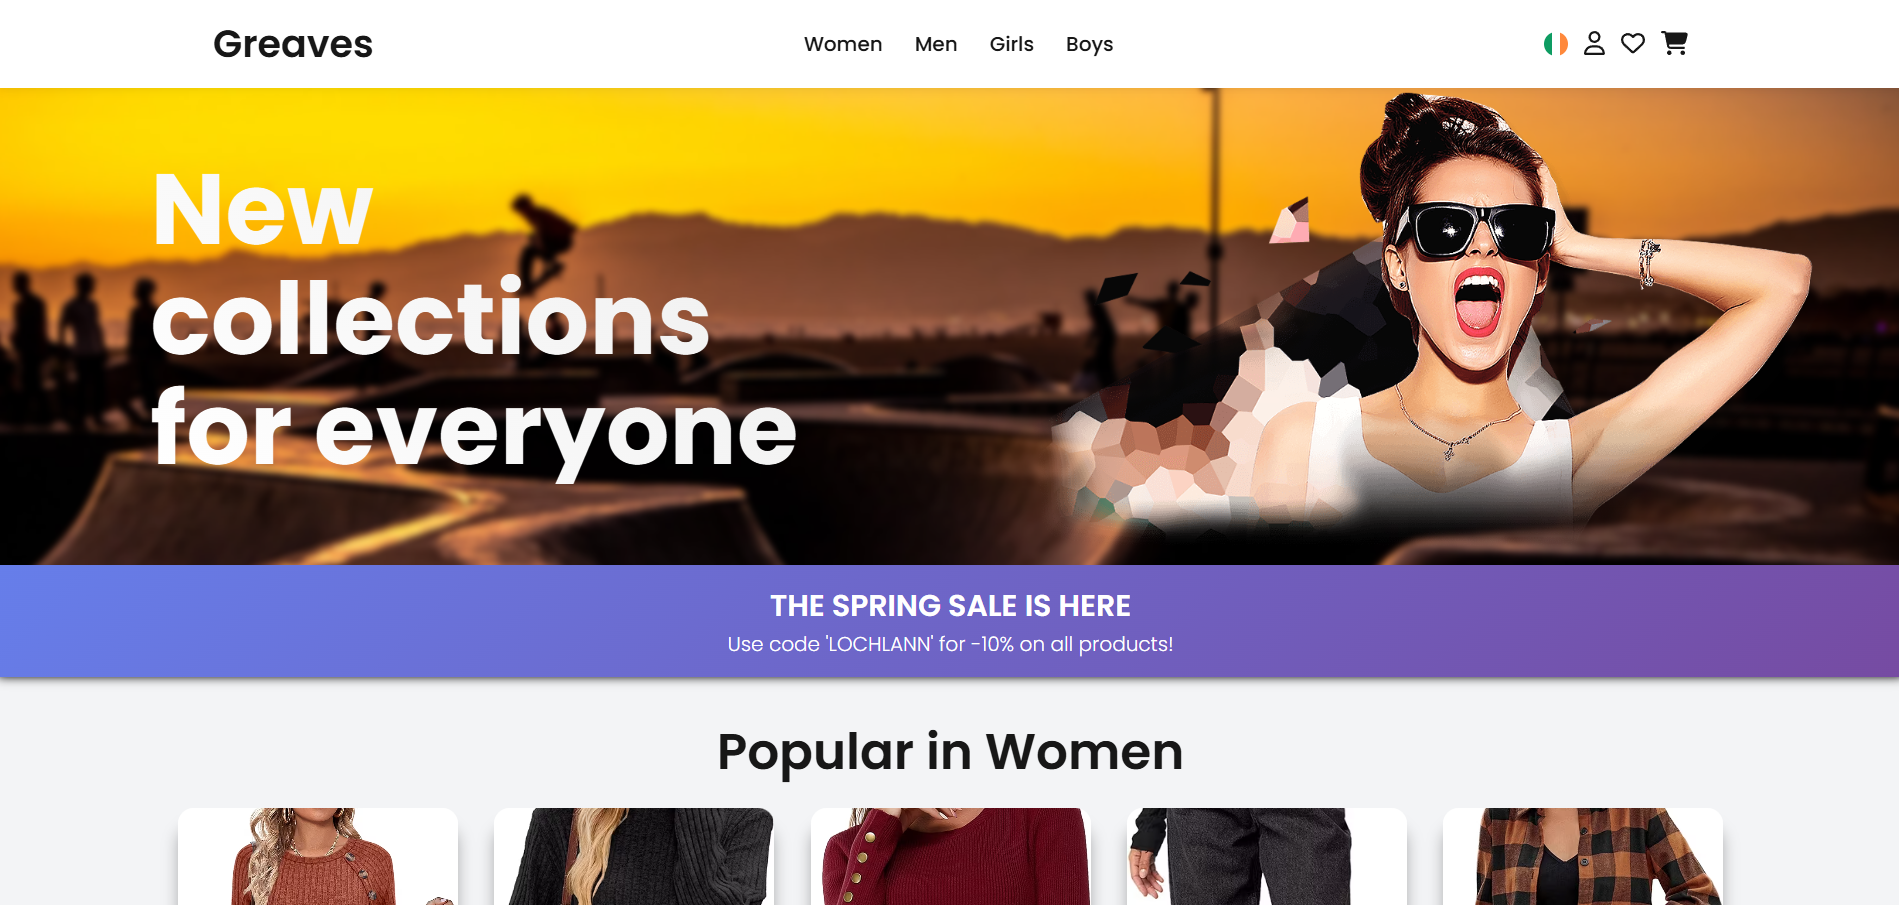 Greaves
Women Men Girls Boys
New
collections
for everyone
THE SPRING SALE IS HERE
Use code 'LOCHLANN' for -10% on all products!
Popular in Women